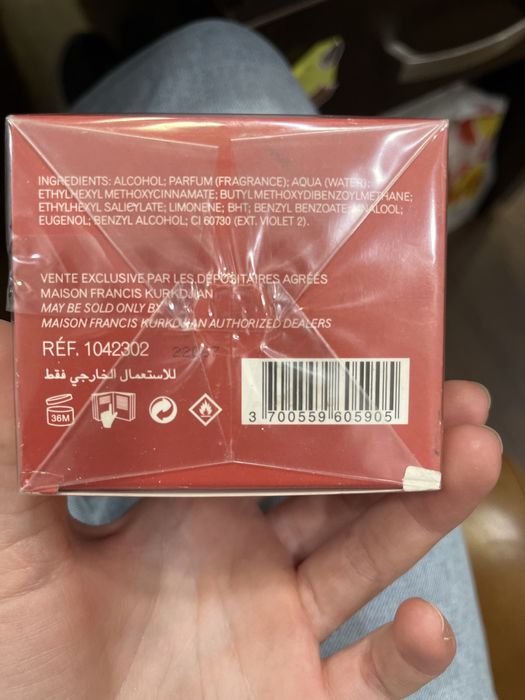 INGREDIENTS: ALCOHOL; PARFUM (FRAGRANCE); AQUA (WATER);
ETHYLHEXYL METHOXYCINNAMATE; BUTYL METHOXYDIBENZOYLMETHANE;
ETHYLHEXYL SALICYLATE; LIMONENE; BHT; BENZYL BENZOATE; LINALOOL;
EUGENOL; BENZYL ALCOHOL; CI 60730 (EXT. VIOLET 2).
VENTE EXCLUSIVE PAR LES DÉPOSITAIRES AGRÉÉS
MAISON FRANCIS KURKDJIAN
MAY BE SOLD ONLY BY
MAISON FRANCIS KURKDJIAN AUTHORIZED DEALERS
RÉF. 1042302
للاستعمال الخارجي فقط
36M
3 700559 605905